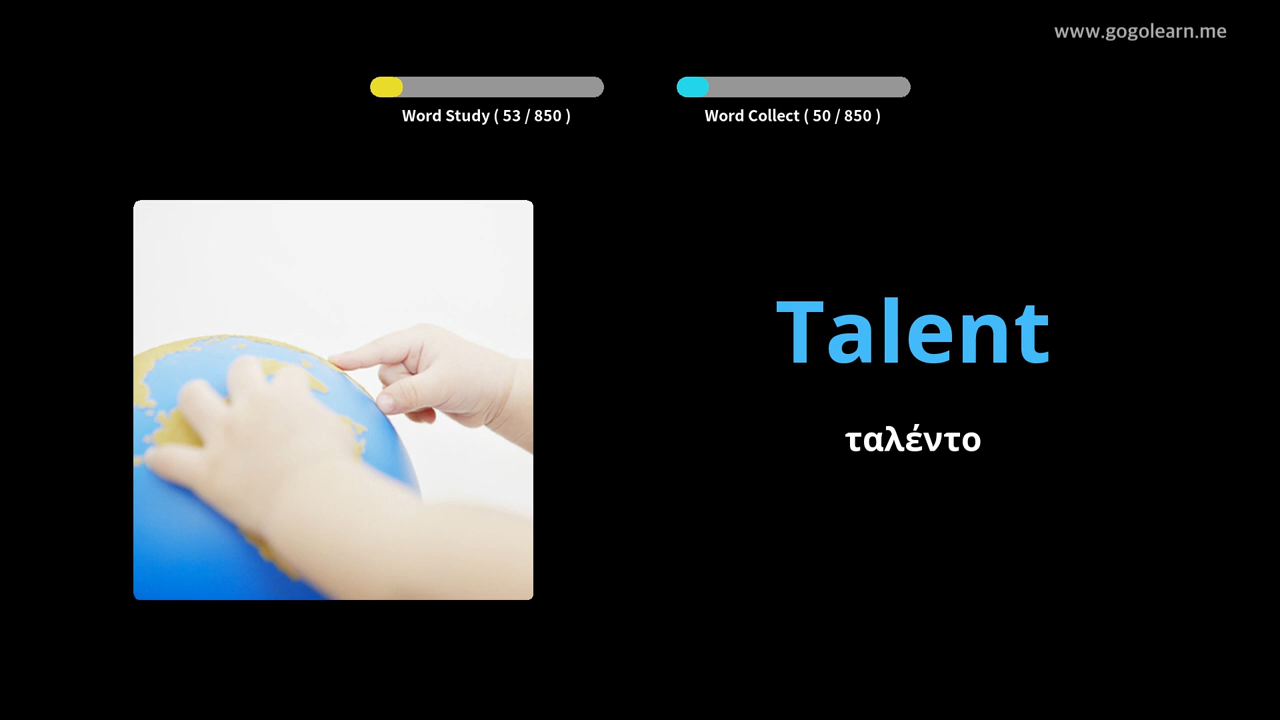 www.gogolearn.me
Word Study ( 53 / 850 )
Word Collect ( 50 / 850 )
Talent
ταλέντο